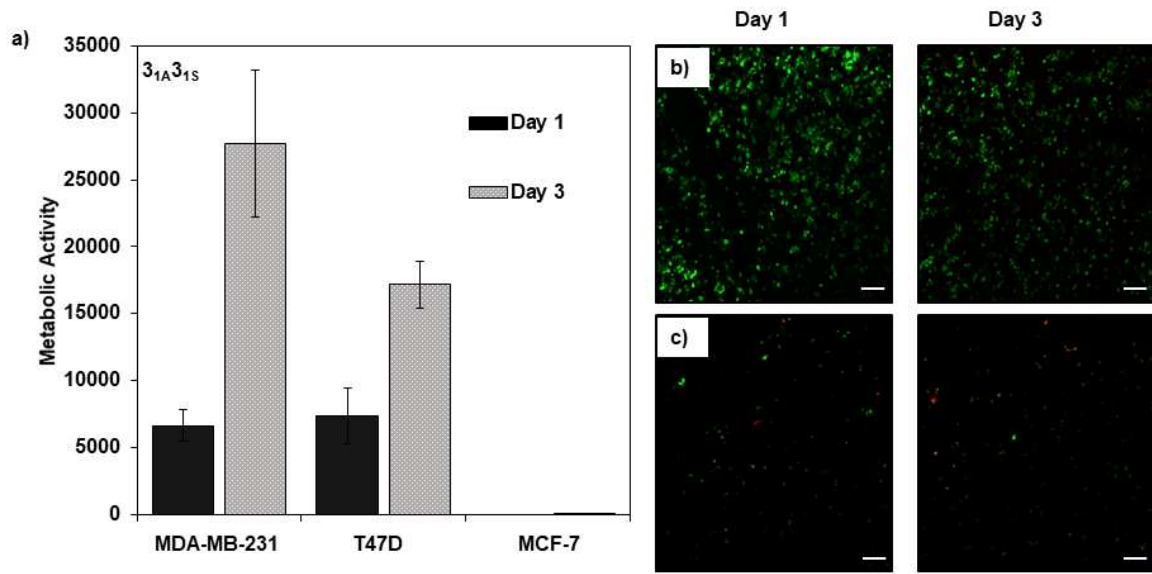 a)
35000
30000
25000
20000
15000
10000
5000
0
Metabolic Activity
3₁ₐ3₁ₛ
Day 1
Day 3
MDA-MB-231 T47D MCF-7
Day 1 Day 3
b)
c)